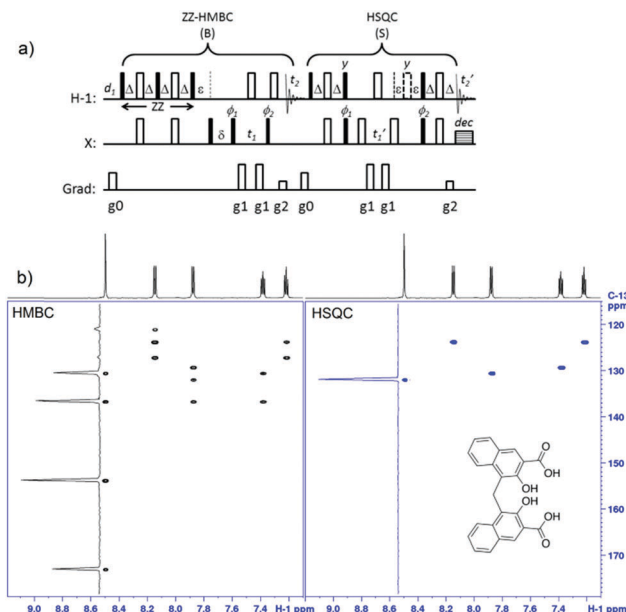 a)
ZZ-HMBC
(B)
HSQC
(S)
H-1:
d1 Δ Δ Δ Δ ε t2 Δ Δ y ε y ε Δ Δ t2'
ZZ
X:
δ ϕ1 t1 ϕ2 ϕ1 t1' ϕ2 dec
Grad:
g0 g1 g1 g2 g0 g1 g1 g2
b)
HMBC
HSQC
C-13
ppm
120
130
140
150
160
170
O
OH
OH
OH
O
OH
9.0 8.8 8.6 8.4 8.2 8.0 7.8 7.6 7.4 H-1 ppm
9.0 8.8 8.6 8.4 8.2 8.0 7.8 7.6 7.4 H-1 ppm